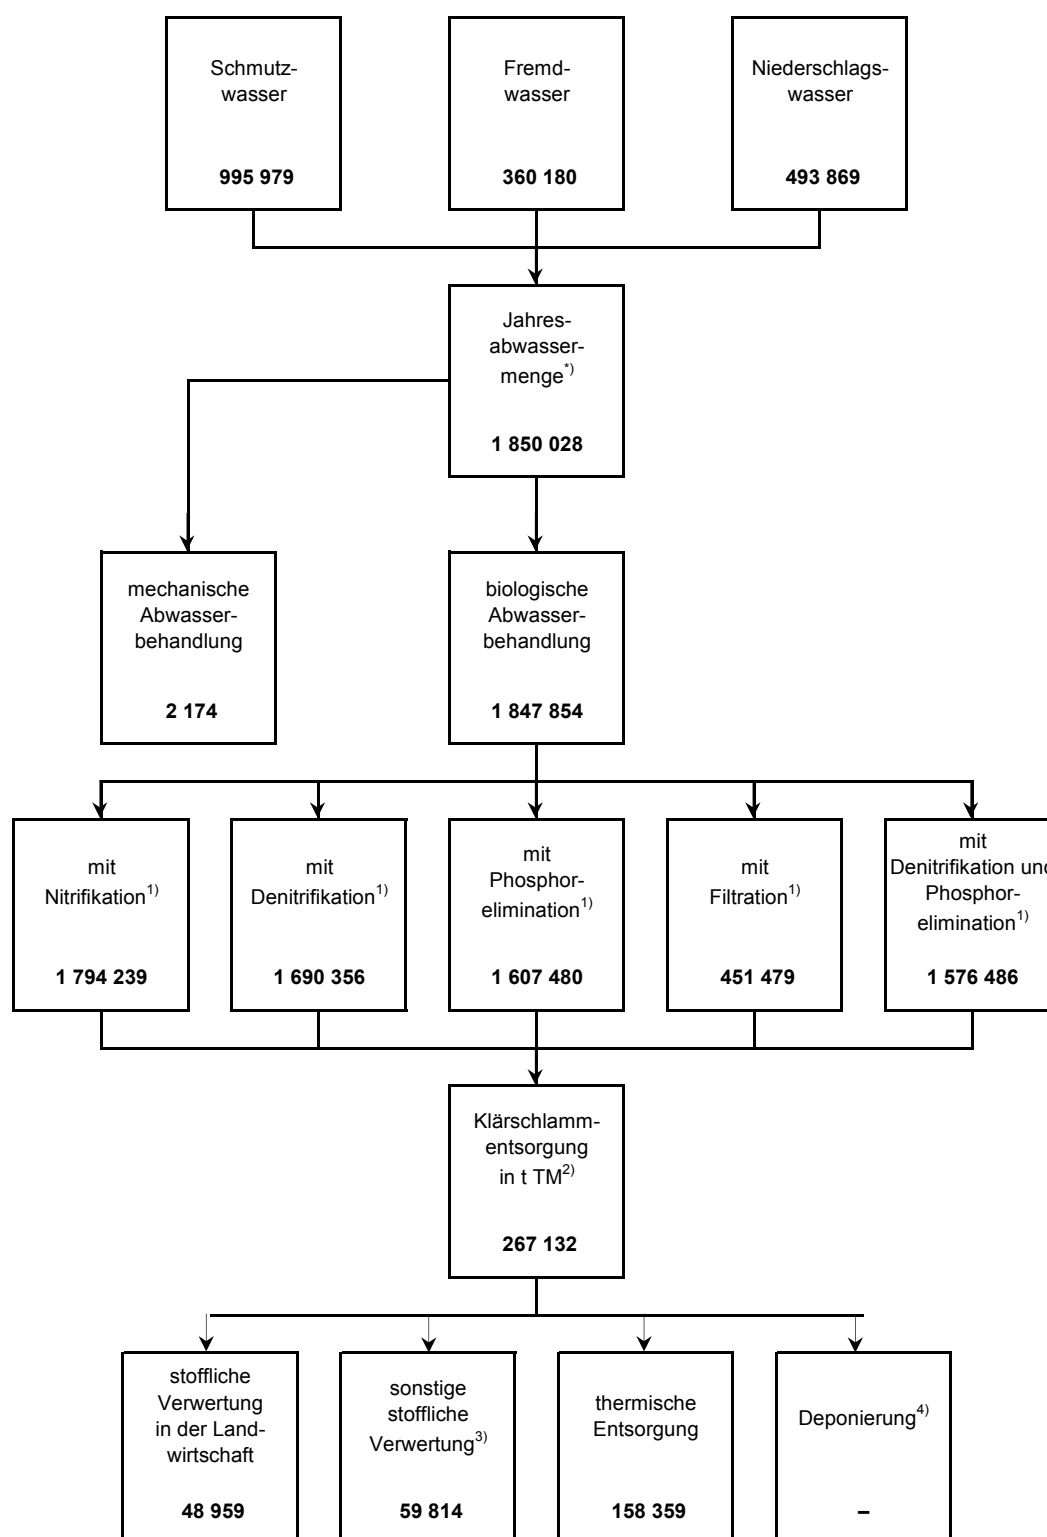 Schmutz-
wasser
995 979
Fremd-
wasser
360 180
Niederschlags-
wasser
493 869
Jahres-
abwasser-
menge*)
1 850 028
mechanische
Abwasser-
behandlung
2 174
biologische
Abwasser-
behandlung
1 847 854
mit
Nitrifikation1)
1 794 239
mit
Denitrifikation1)
1 690 356
mit
Phosphor-
elimination1)
1 607 480
mit
Filtration1)
451 479
mit
Denitrifikation und
Phosphor-
elimination1)
1 576 486
Klärschlamm-
entsorgung
in t TM2)
267 132
stoffliche
Verwertung
in der Land-
wirtschaft
48 959
sonstige
stoffliche
Verwertung3)
59 814
thermische
Entsorgung
158 359
Deponierung4)
–